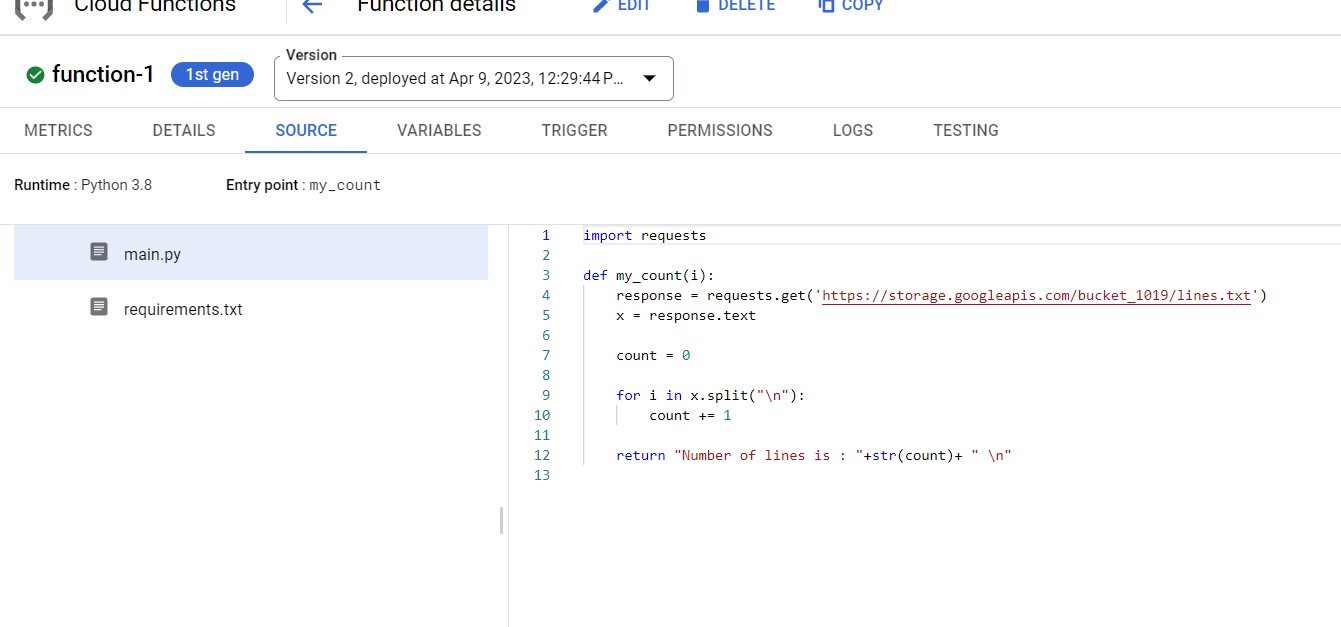 Cloud Functions
Function details
EDIT
DELETE
COPY
function-1
1st gen
Version
Version 2, deployed at Apr 9, 2023, 12:29:44 P...
METRICS
DETAILS
SOURCE
VARIABLES
TRIGGER
PERMISSIONS
LOGS
TESTING
Runtime : Python 3.8
Entry point : my_count
main.py
requirements.txt
1 import requests
2
3 def my_count(i):
4     response = requests.get('https://storage.googleapis.com/bucket_1019/lines.txt')
5     x = response.text
6
7     count = 0
8
9     for i in x.split("\n"):
10         count += 1
11
12     return "Number of lines is : "+str(count)+ " \n"
13